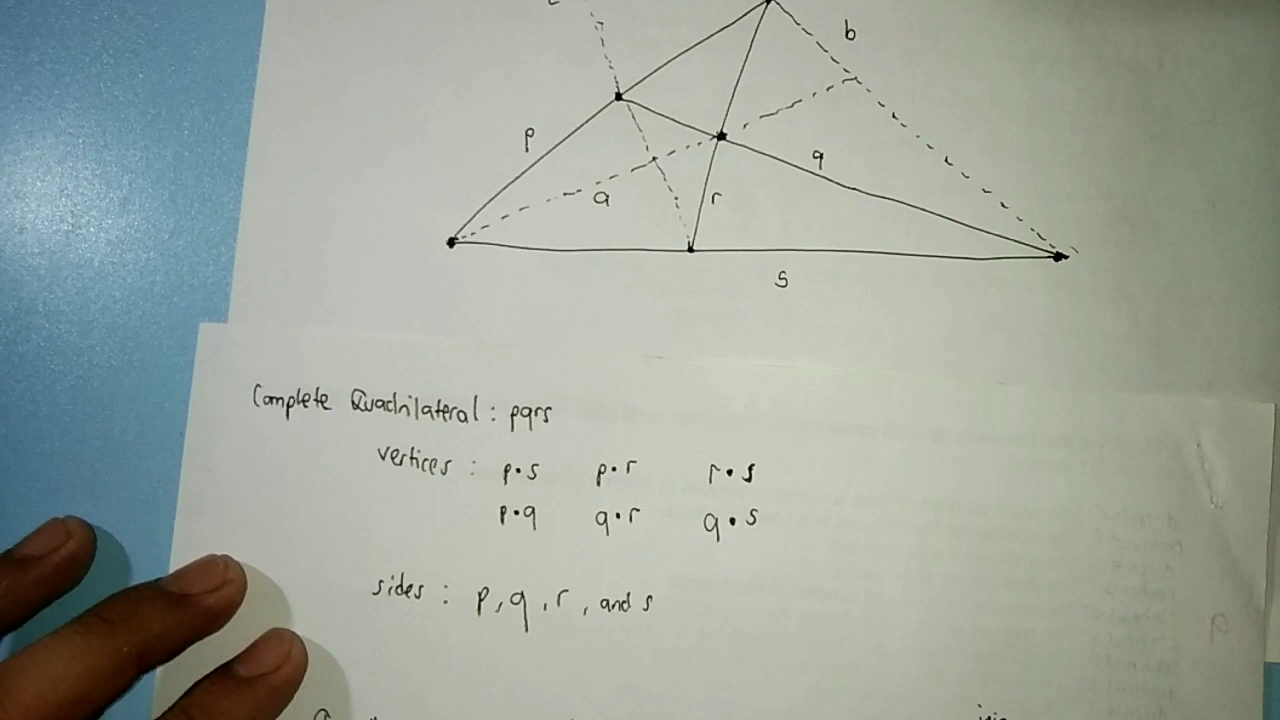 b
p
q
a
r
s
Complete Quadrilateral : pqrs
vertices : p·s p·r r·s
p·q q·r q·s
sides : p, q, r, and s